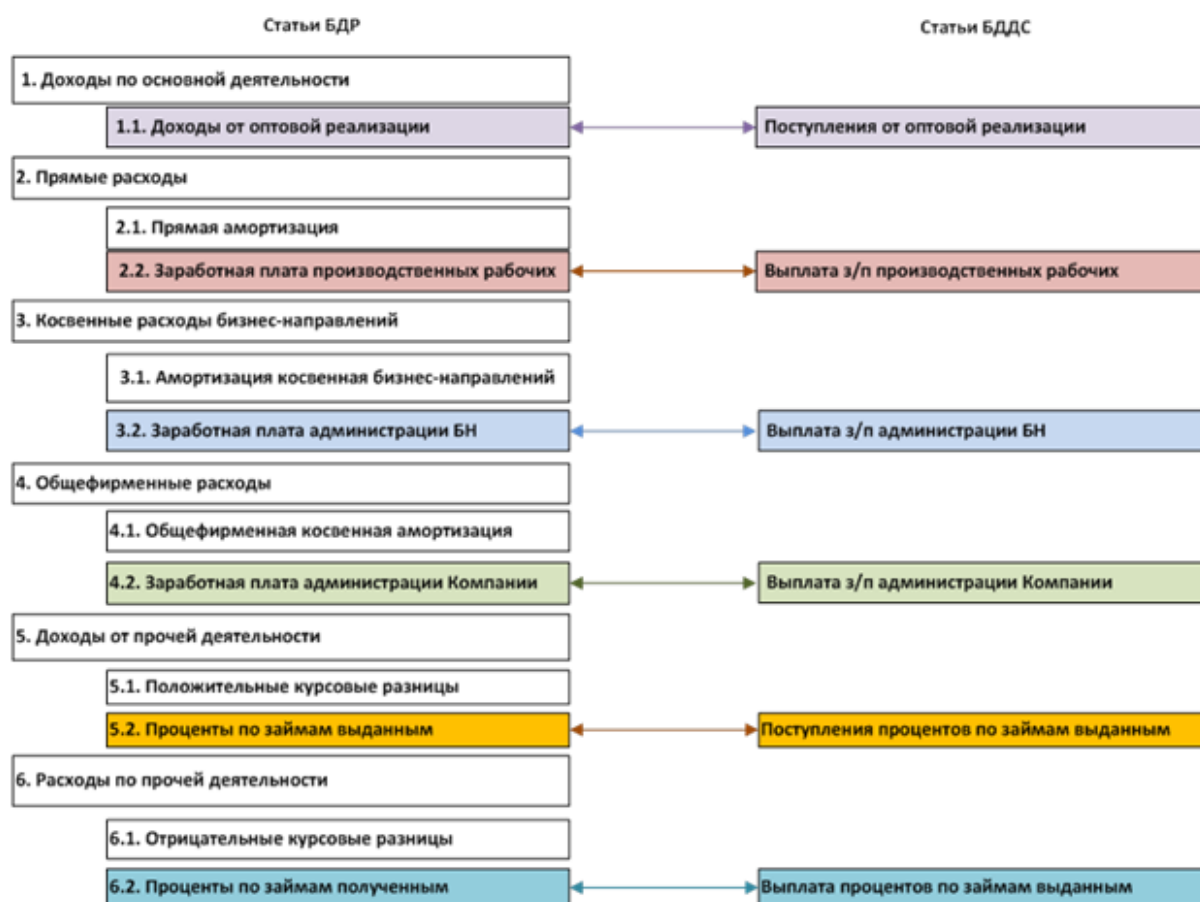 Статьи БДР
Статьи БДДС
1. Доходы по основной деятельности
1.1. Доходы от оптовой реализации
Поступления от оптовой реализации
2. Прямые расходы
2.1. Прямая амортизация
2.2. Заработная плата производственных рабочих
Выплата з/п производственных рабочих
3. Косвенные расходы бизнес-направлений
3.1. Амортизация косвенная бизнес-направлений
3.2. Заработная плата администрации БН
Выплата з/п администрации БН
4. Общефирменные расходы
4.1. Общефирменная косвенная амортизация
4.2. Заработная плата администрации Компании
Выплата з/п администрации Компании
5. Доходы от прочей деятельности
5.1. Положительные курсовые разницы
5.2. Проценты по займам выданным
Поступления процентов по займам выданным
6. Расходы по прочей деятельности
6.1. Отрицательные курсовые разницы
6.2. Проценты по займам полученным
Выплата процентов по займам выданным